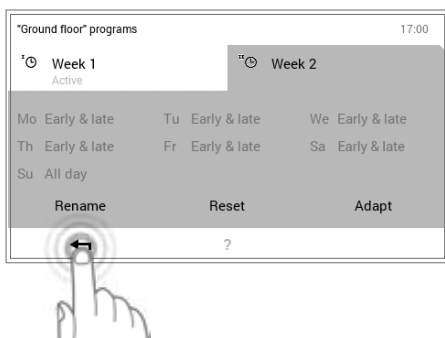 "Ground floor" programs 17:00
I Week 1 II Week 2
Active
Mo Early & late Tu Early & late We Early & late
Th Early & late Fr Early & late Sa Early & late
Su All day
Rename Reset Adapt
?